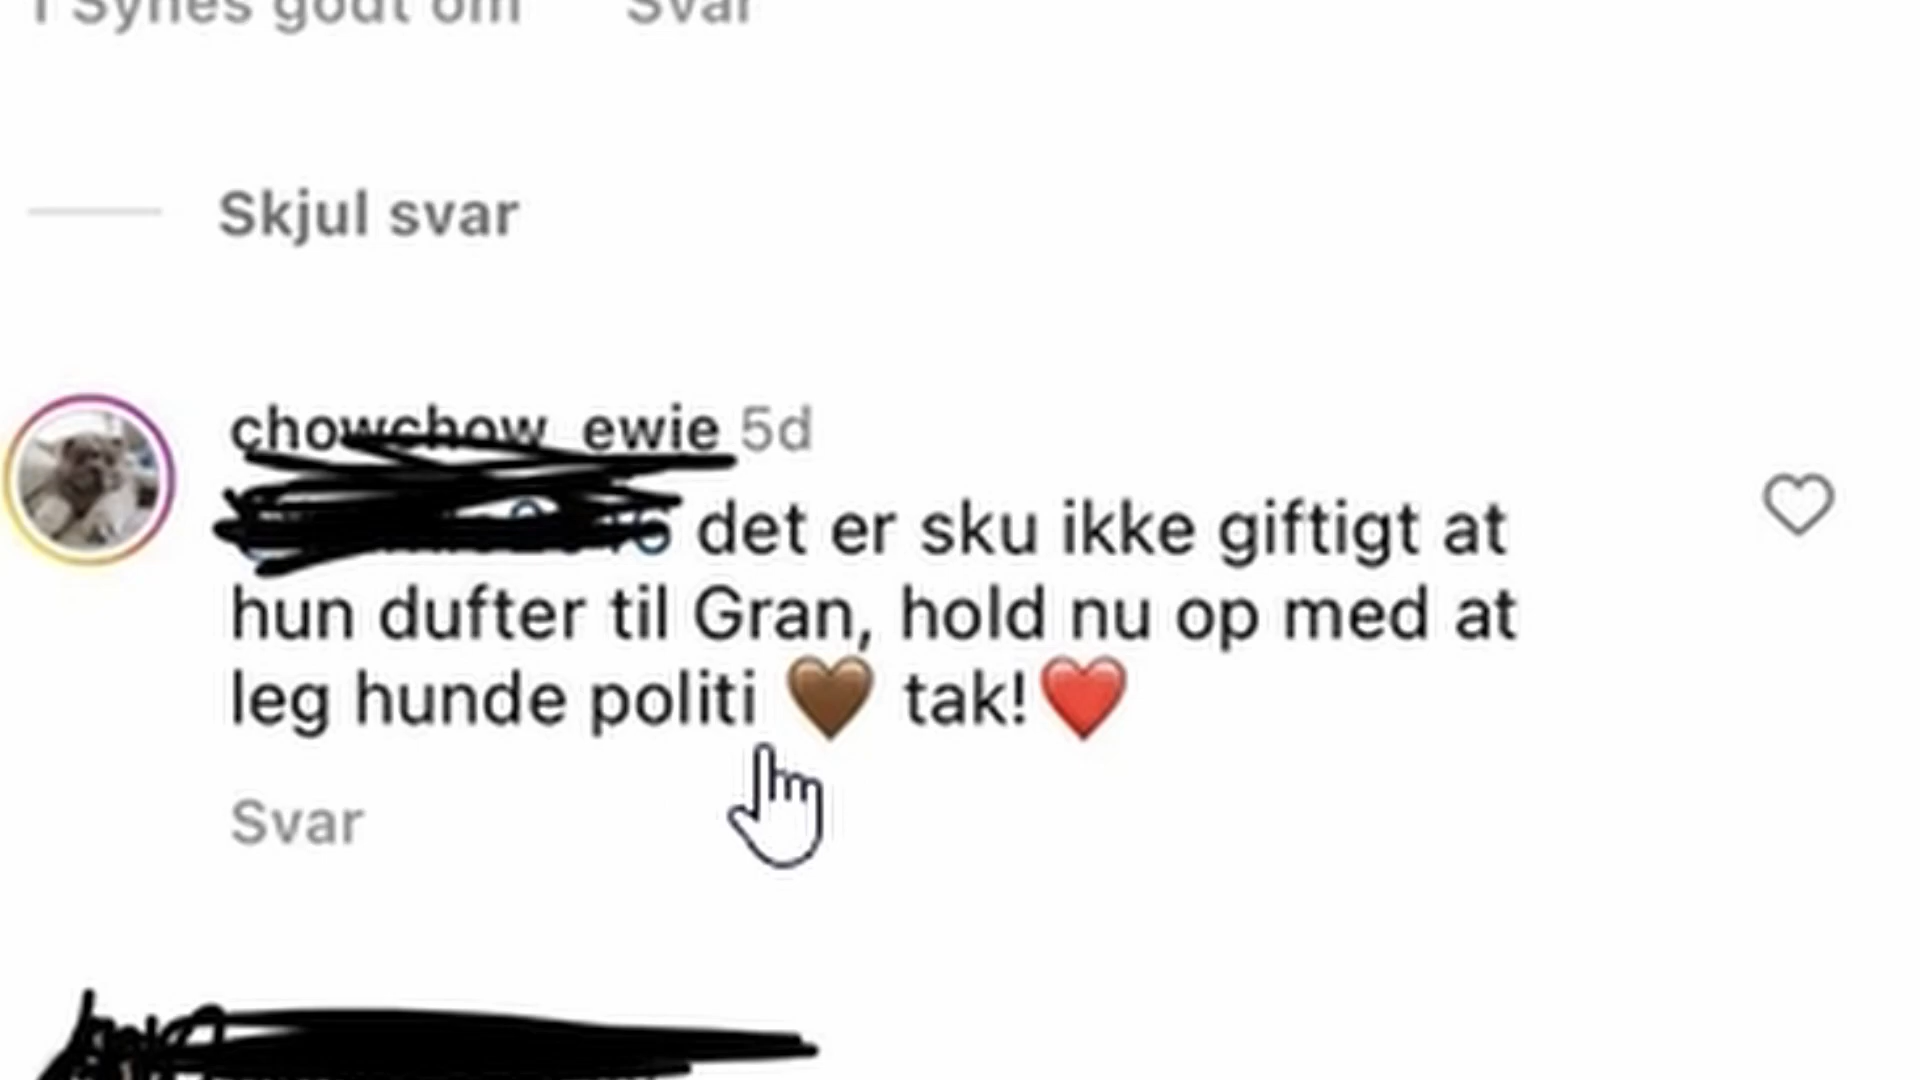 1 Synes godt om Svar
Skjul svar
chowchow_ewie 5d
det er sku ikke giftigt at
hun dufter til Gran, hold nu op med at
leg hunde politi 🤎 tak!❤️
Svar